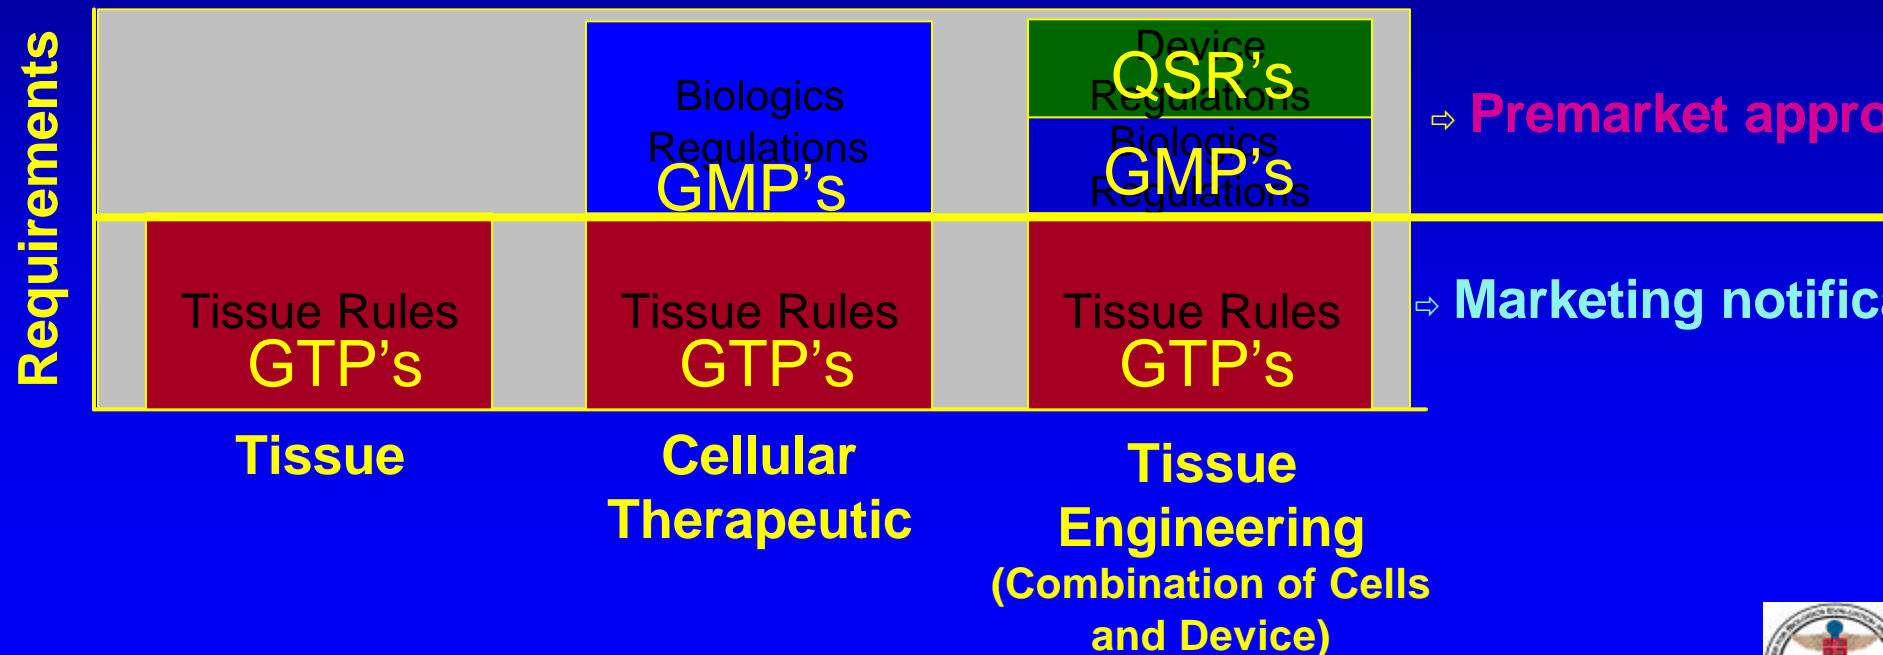 Requirements
Biologics
Regulations
GMP’s
Device
Regulations
QSR’s
Biologics
Regulations
GMP’s
⇨ Premarket appro
Tissue Rules
GTP’s
Tissue Rules
GTP’s
Tissue Rules
GTP’s
⇨ Marketing notific
Tissue
Cellular
Therapeutic
Tissue
Engineering
(Combination of Cells
and Device)